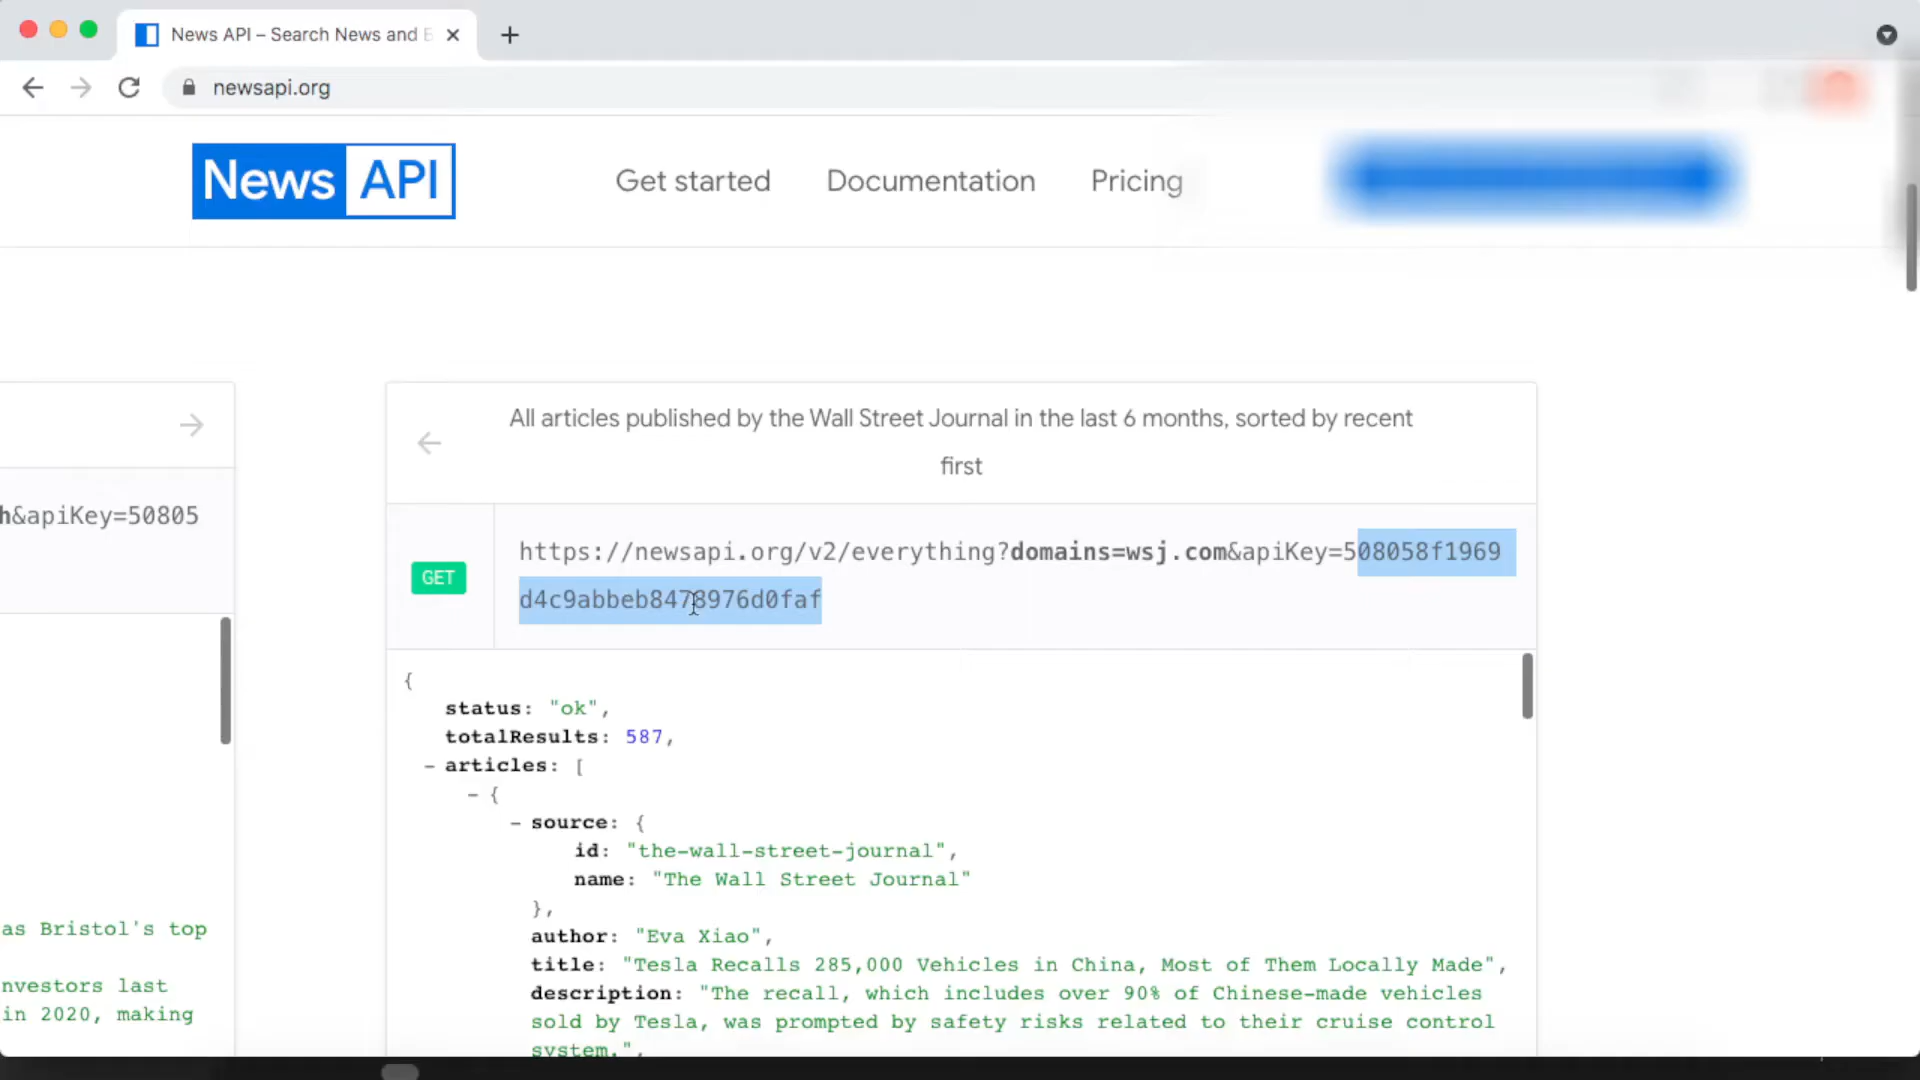 News API – Search News and B
newsapi.org
News API
Get started
Documentation
Pricing
h&apiKey=50805
as Bristol's top
nvestors last
in 2020, making
All articles published by the Wall Street Journal in the last 6 months, sorted by recent
first
GET
https://newsapi.org/v2/everything?domains=wsj.com&apiKey=508058f1969
d4c9abbeb8478976d0faf
{
status: "ok",
totalResults: 587,
– articles: [
– {
– source: {
id: "the-wall-street-journal",
name: "The Wall Street Journal"
},
author: "Eva Xiao",
title: "Tesla Recalls 285,000 Vehicles in China, Most of Them Locally Made",
description: "The recall, which includes over 90% of Chinese-made vehicles
sold by Tesla, was prompted by safety risks related to their cruise control
system.",